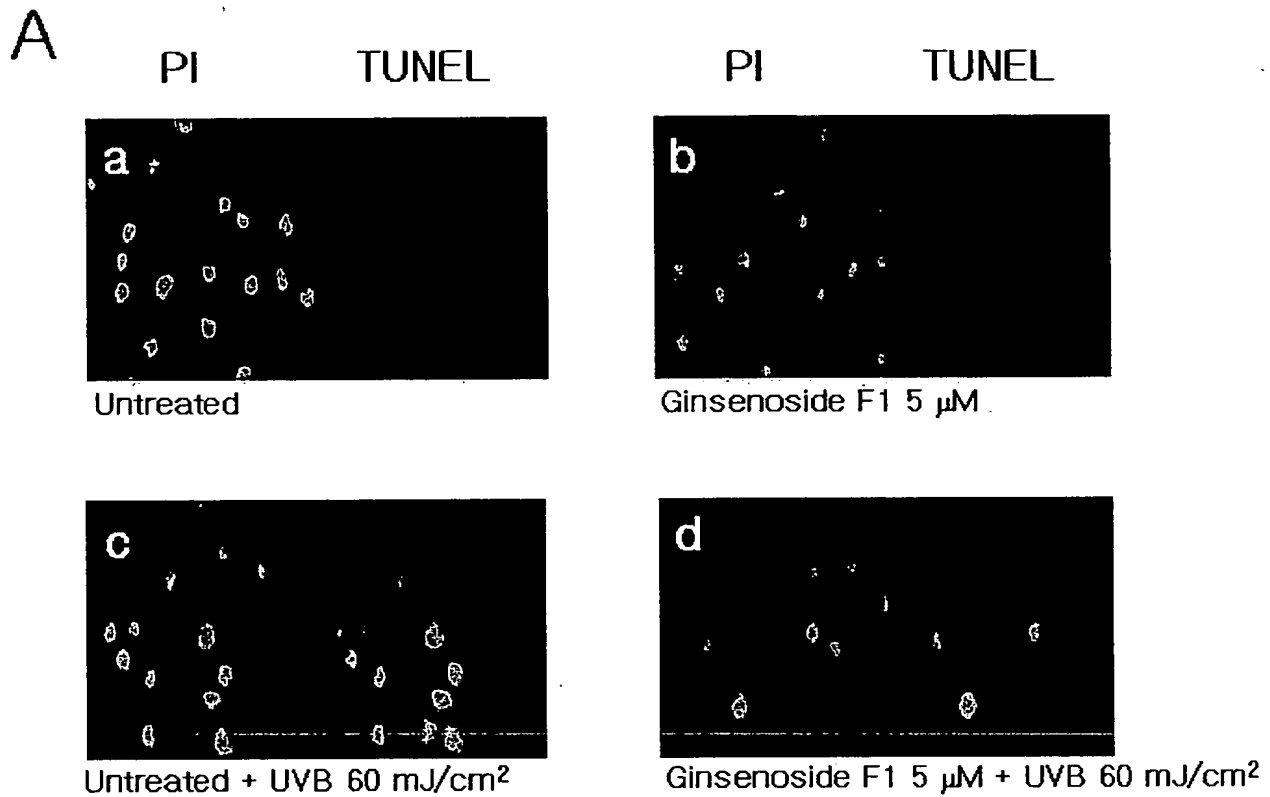 A
PI TUNEL PI TUNEL
a b
Untreated Ginsenoside F1 5 μM
c d
Untreated + UVB 60 mJ/cm² Ginsenoside F1 5 μM + UVB 60 mJ/cm²